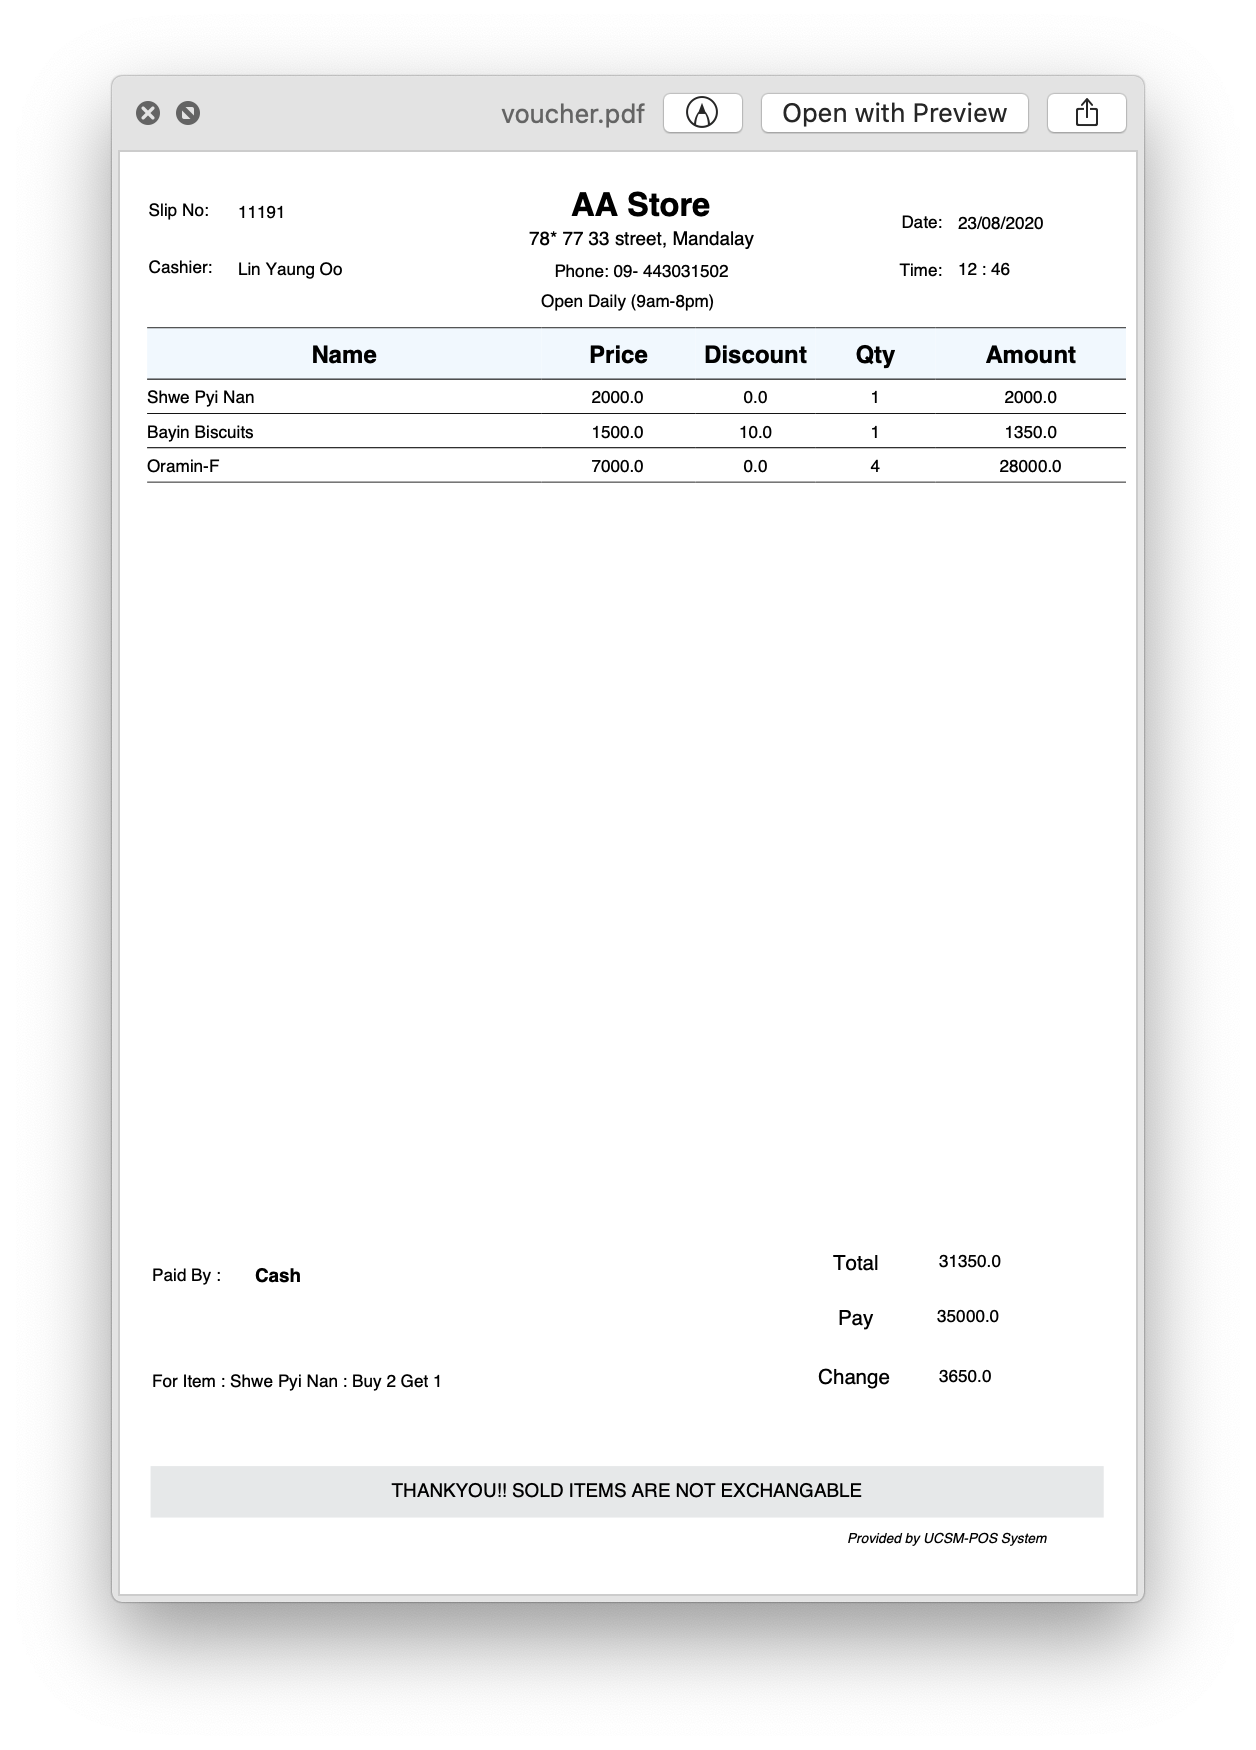 voucher.pdf Open with Preview
AA Store
Slip No: 11191
78* 77 33 street, Mandalay
Date: 23/08/2020
Cashier: Lin Yaung Oo
Phone: 09- 443031502
Time: 12 : 46
Open Daily (9am-8pm)
Name Price Discount Qty Amount
Shwe Pyi Nan 2000.0 0.0 1 2000.0
Bayin Biscuits 1500.0 10.0 1 1350.0
Oramin-F 7000.0 0.0 4 28000.0
Total 31350.0
Paid By : Cash
Pay 35000.0
Change 3650.0
For Item : Shwe Pyi Nan : Buy 2 Get 1
THANKYOU!! SOLD ITEMS ARE NOT EXCHANGABLE
Provided by UCSM-POS System